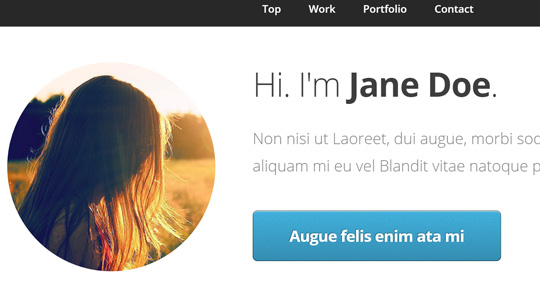 Top Work Portfolio Contact
Hi. I'm Jane Doe.
Non nisi ut Laoreet, dui augue, morbi
aliquam mi eu vel Blandit vitae natoque
Augue felis enim ata mi